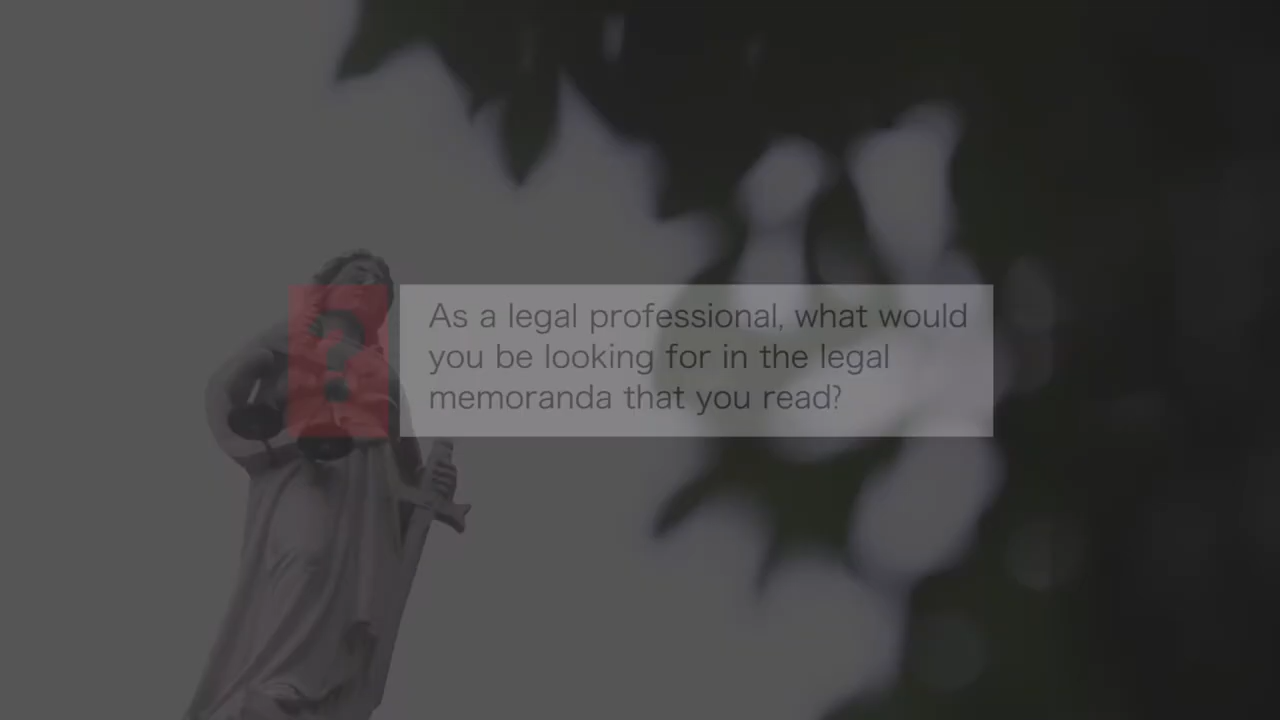 ?
As a legal professional, what would
you be looking for in the legal
memoranda that you read?